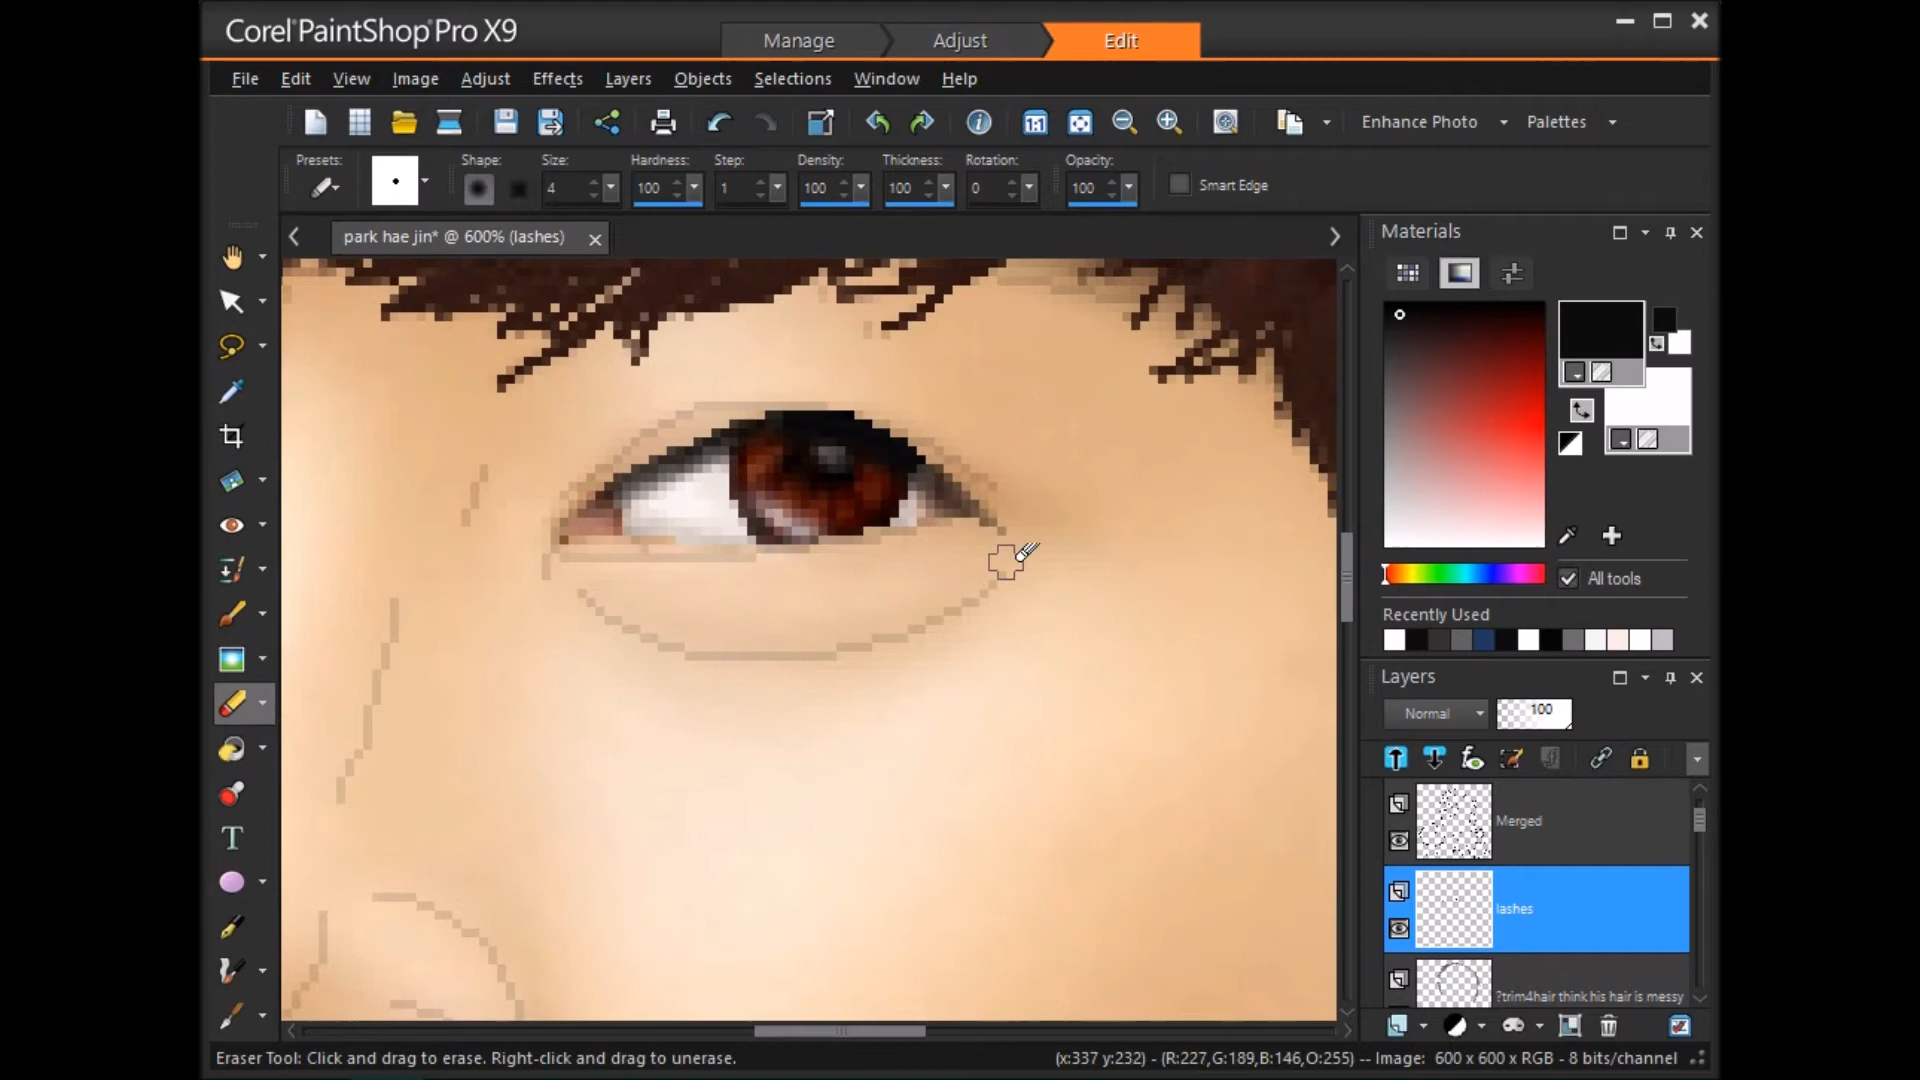 Corel PaintShop Pro X9
Manage Adjust Edit
File Edit View Image Adjust Effects Layers Objects Selections Window Help
1:1 Enhance Photo Palettes
Presets: Shape: Size: Hardness: Step: Density: Thickness: Rotation: Opacity:
4 100 1 100 100 0 100 Smart Edge
park hae jin* @ 600% (lashes)
Materials
All tools
Recently Used
Layers
Normal 100
Merged
lashes
?trim4hair think his hair is messy
Eraser Tool: Click and drag to erase. Right-click and drag to unerase. (x:337 y:232) - (R:227,G:189,B:146,O:255) -- Image: 600 x 600 x RGB - 8 bits/channel